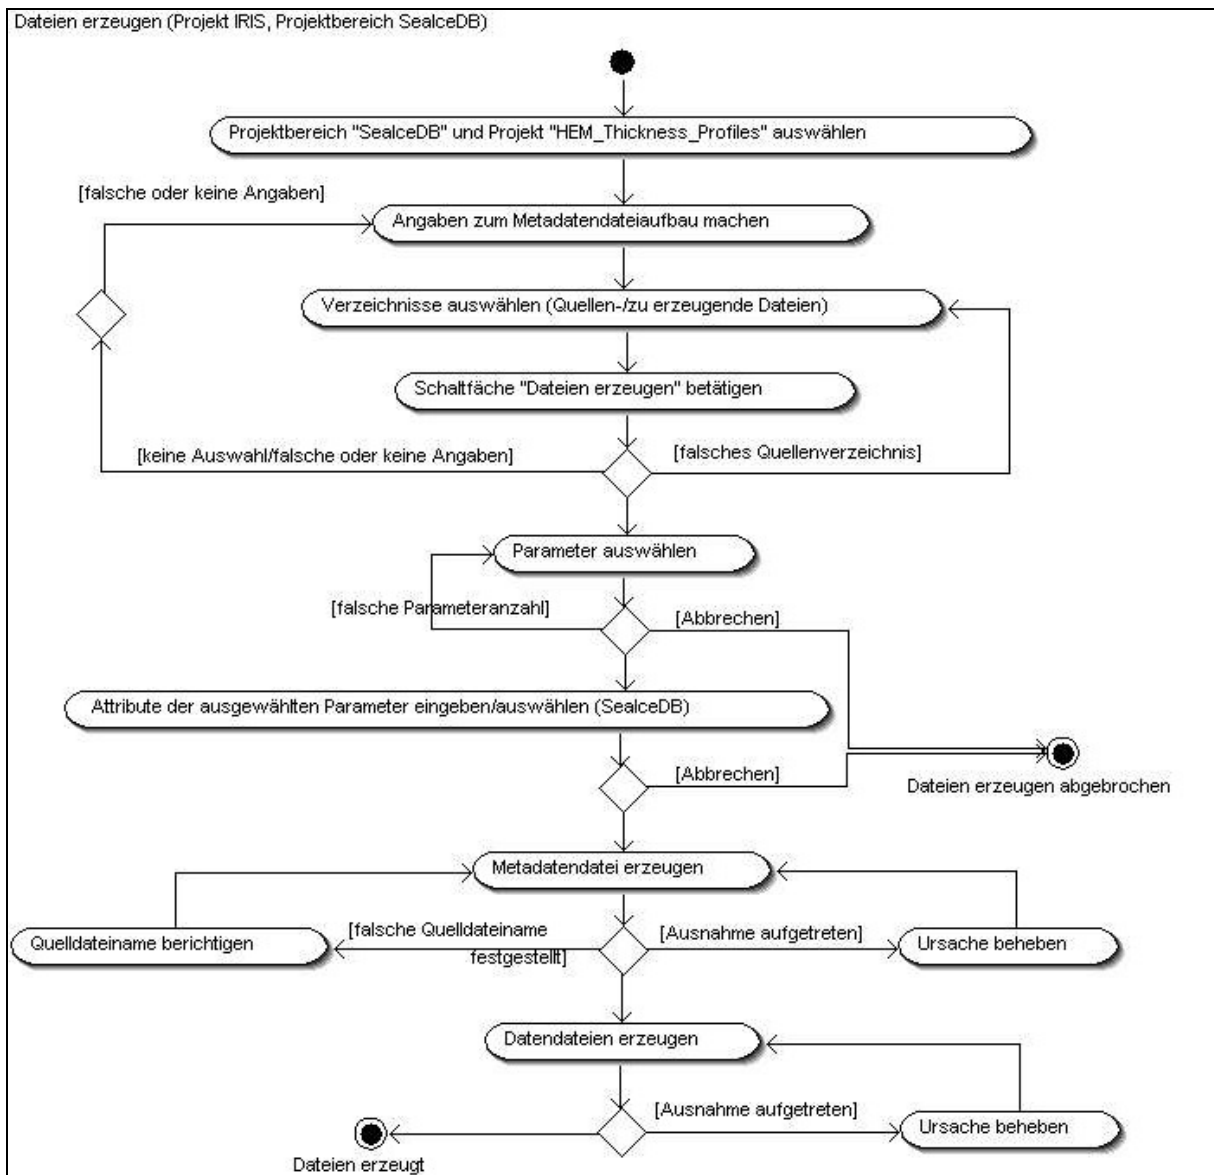 Dateien erzeugen (Projekt IRIS, Projektbereich SeaIceDB)
Projektbereich "SeaIceDB" und Projekt "HEM_Thickness_Profiles" auswählen
[falsche oder keine Angaben]
Angaben zum Metadatendateiaufbau machen
Verzeichnisse auswählen (Quellen-/zu erzeugende Dateien)
Schaltfäche "Dateien erzeugen" betätigen
[keine Auswahl/falsche oder keine Angaben]
[falsches Quellenverzeichnis]
Parameter auswählen
[falsche Parameteranzahl]
[Abbrechen]
Attribute der ausgewählten Parameter eingeben/auswählen (SeaIceDB)
[Abbrechen]
Dateien erzeugen abgebrochen
Metadatendatei erzeugen
[falsche Quelldateiname
festgestellt]
[Ausnahme aufgetreten]
Quelldateiname berichtigen
Ursache beheben
Datendateien erzeugen
[Ausnahme aufgetreten]
Ursache beheben
Dateien erzeugt